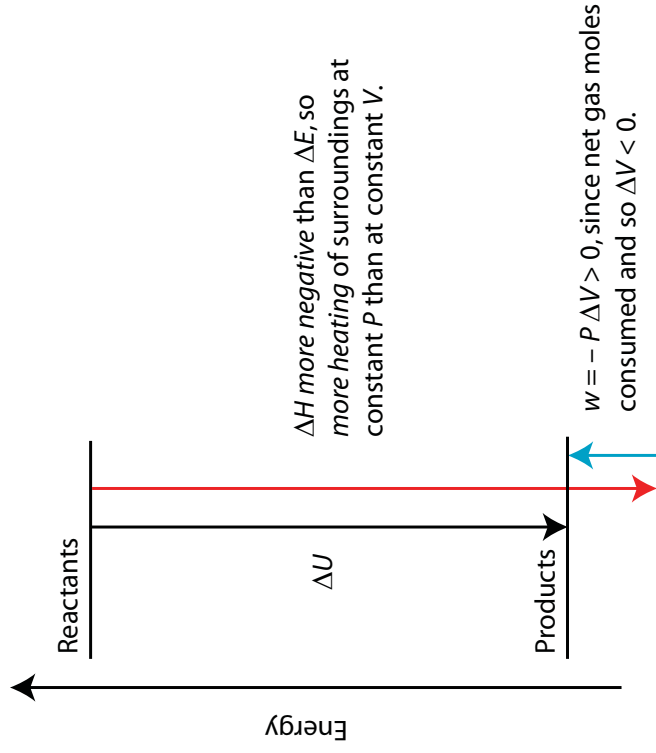 Energy
Reactants
ΔU
Products
ΔH more negative than ΔE, so
more heating of surroundings at
constant P than at constant V.
w = – P ΔV > 0, since net gas moles
consumed and so ΔV < 0.